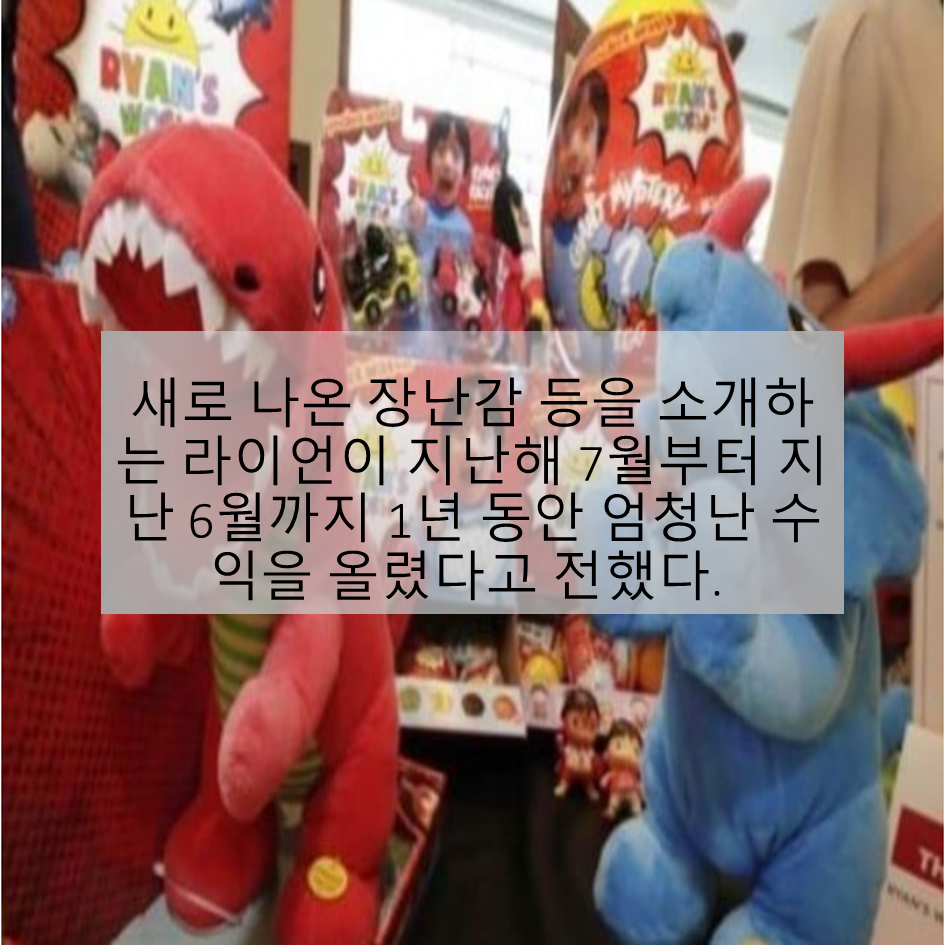 RYAN'S
WORLD
RYAN'S
RYAN'S
WORLD
MYSTERY
새로 나온 장난감 등을 소개하
는 라이언이 지난해 7월부터 지
난 6월까지 1년 동안 엄청난 수
익을 올렸다고 전했다.